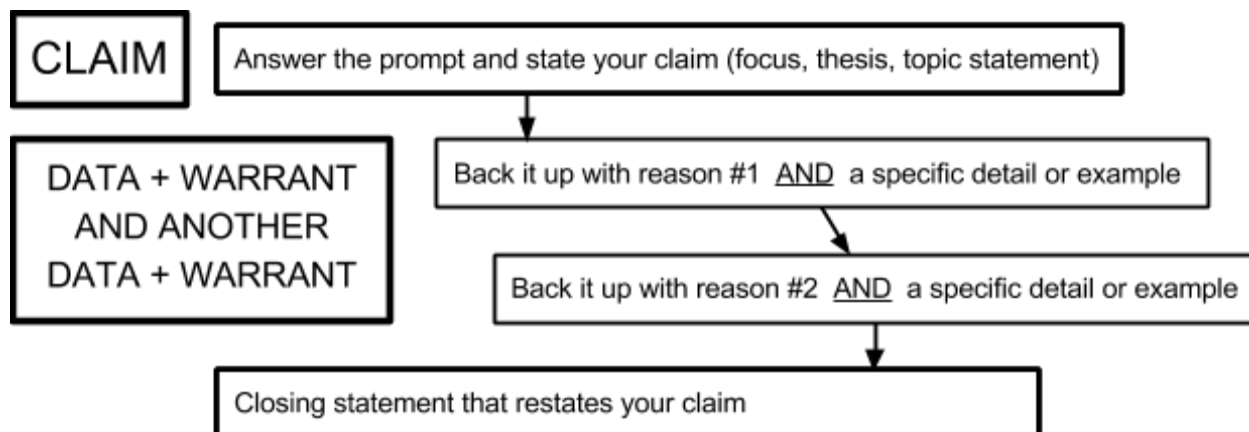 CLAIM
Answer the prompt and state your claim (focus, thesis, topic statement)
DATA + WARRANT
AND ANOTHER
DATA + WARRANT
Back it up with reason #1 AND a specific detail or example
Back it up with reason #2 AND a specific detail or example
Closing statement that restates your claim